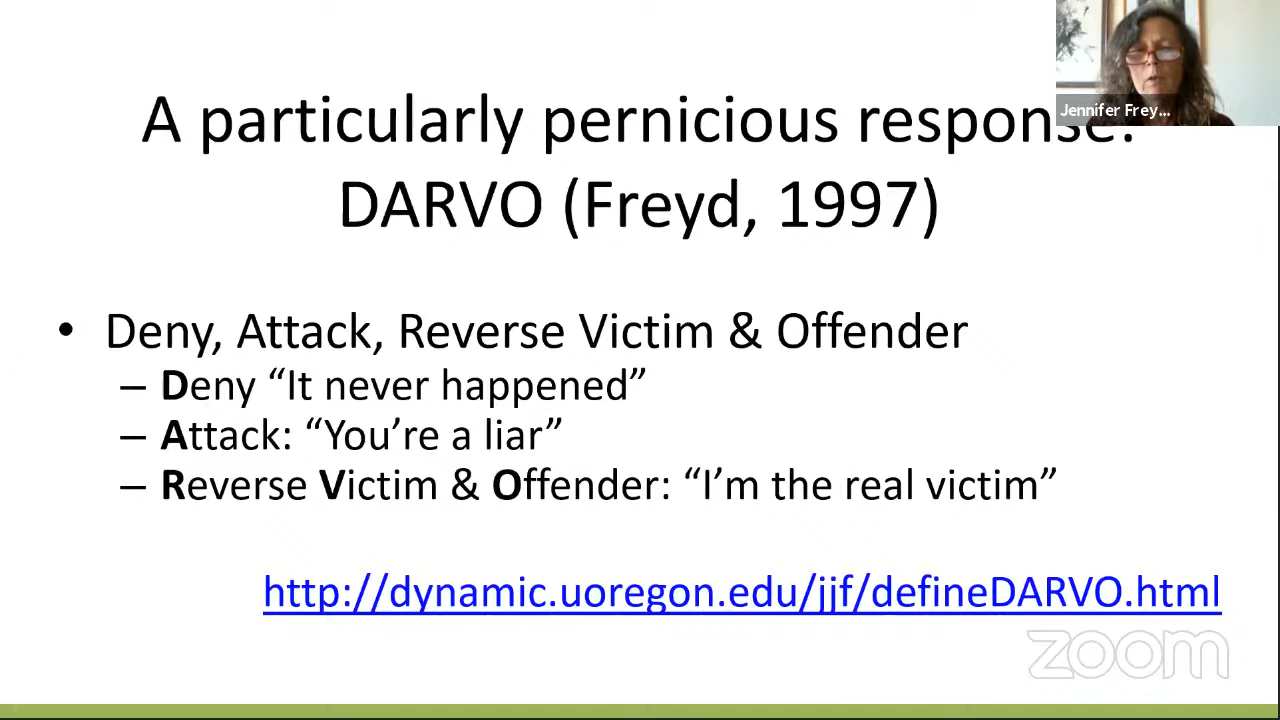 A particularly pernicious response:
Jennifer Frey...
DARVO (Freyd, 1997)
• Deny, Attack, Reverse Victim & Offender
– Deny “It never happened”
– Attack: “You’re a liar”
– Reverse Victim & Offender: “I’m the real victim”
http://dynamic.uoregon.edu/jjf/defineDARVO.html
zoom